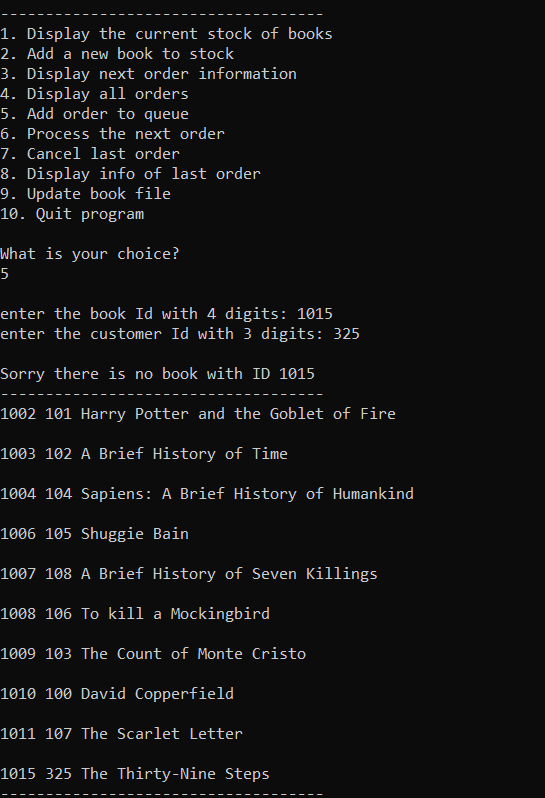 ------------------------------------
1. Display the current stock of books
2. Add a new book to stock
3. Display next order information
4. Display all orders
5. Add order to queue
6. Process the next order
7. Cancel last order
8. Display info of last order
9. Update book file
10. Quit program
What is your choice?
5
enter the book Id with 4 digits: 1015
enter the customer Id with 3 digits: 325
Sorry there is no book with ID 1015
------------------------------------
1002 101 Harry Potter and the Goblet of Fire
1003 102 A Brief History of Time
1004 104 Sapiens: A Brief History of Humankind
1006 105 Shuggie Bain
1007 108 A Brief History of Seven Killings
1008 106 To kill a Mockingbird
1009 103 The Count of Monte Cristo
1010 100 David Copperfield
1011 107 The Scarlet Letter
1015 325 The Thirty-Nine Steps
------------------------------------